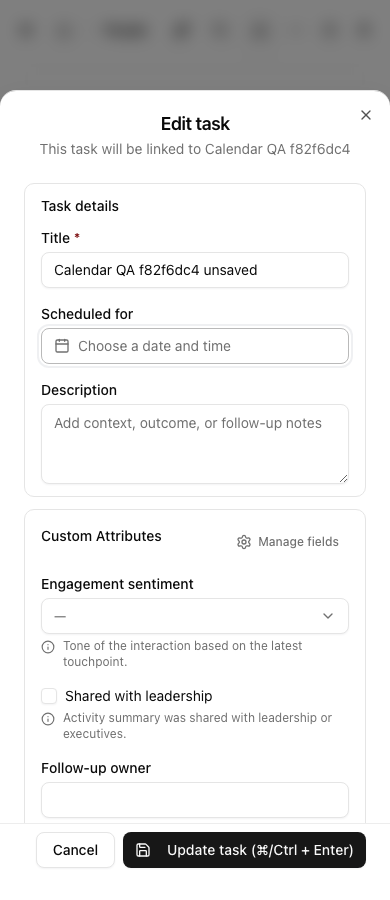 Edit task
This task will be linked to Calendar QA f82f6dc4
Task details
Title *
Calendar QA f82f6dc4 unsaved
Scheduled for
Choose a date and time
Description
Add context, outcome, or follow-up notes
Custom Attributes
Manage fields
Engagement sentiment
—
Tone of the interaction based on the latest
touchpoint.
Shared with leadership
Activity summary was shared with leadership or
executives.
Follow-up owner
Cancel
Update task (⌘/Ctrl + Enter)